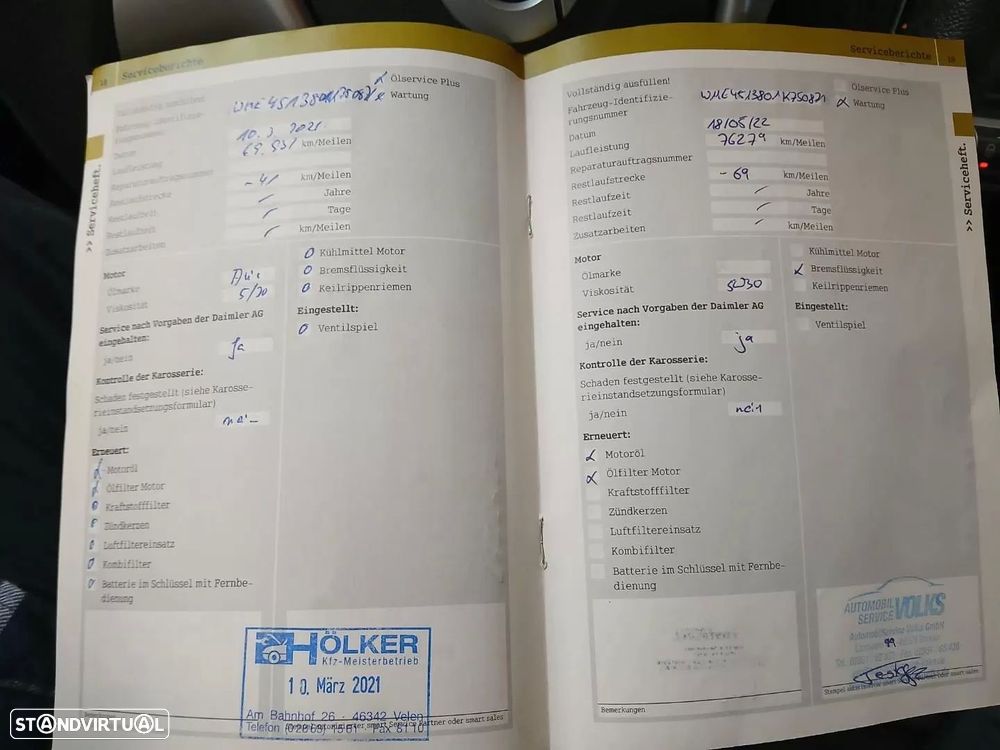 18 Serviceberichte
>> Serviceheft.
Ölservice Plus
Wartung
10.3.2021
km/Meilen
km/Meilen
Jahre
Tage
km/Meilen
Restlaufzeit
Zusatzarbeiten
Motor
Ölmarke
Viskosität
5/30
Service nach Vorgaben der Daimler AG
eingehalten:
ja/nein
Ja
Kontrolle der Karosserie:
Schaden festgestellt (siehe Karosse-
rieinstandsetzungsformular)
ja/nein
Erneuert:
Motoröl
Ölfilter Motor
Kraftstofffilter
Zündkerzen
Luftfiltereinsatz
Kombifilter
Batterie im Schlüssel mit Fernbe-
dienung
Kühlmittel Motor
Bremsflüssigkeit
Keilrippenriemen
Eingestellt:
Ventilspiel
HÖLKER
Kfz-Meisterbetrieb
10. März 2021
Am Bahnhof 26 - 46342 Velen
Serviceberichte 19
>> Serviceheft.
Vollständig ausfüllen!
Fahrzeug-Identifizie-
rungsnummer
WME4513801K750871
Ölservice Plus
Wartung
Datum 18/05/22
Laufleistung 76279 km/Meilen
Reparaturauftragsnummer
Restlaufstrecke -69 km/Meilen
Restlaufzeit Jahre
Restlaufzeit Tage
Zusatzarbeiten km/Meilen
Motor
Ölmarke
Viskosität 5W30
Service nach Vorgaben der Daimler AG
eingehalten:
ja/nein ja
Kontrolle der Karosserie:
Schaden festgestellt (siehe Karosse-
rieinstandsetzungsformular)
ja/nein nein
Erneuert:
Motoröl
Ölfilter Motor
Kraftstofffilter
Zündkerzen
Luftfiltereinsatz
Kombifilter
Batterie im Schlüssel mit Fernbe-
dienung
Kühlmittel Motor
Bremsflüssigkeit
Keilrippenriemen
Eingestellt:
Ventilspiel
AUTOMOBIL
SERVICE VOLKS
Bemerkungen
STANDVIRTUAL